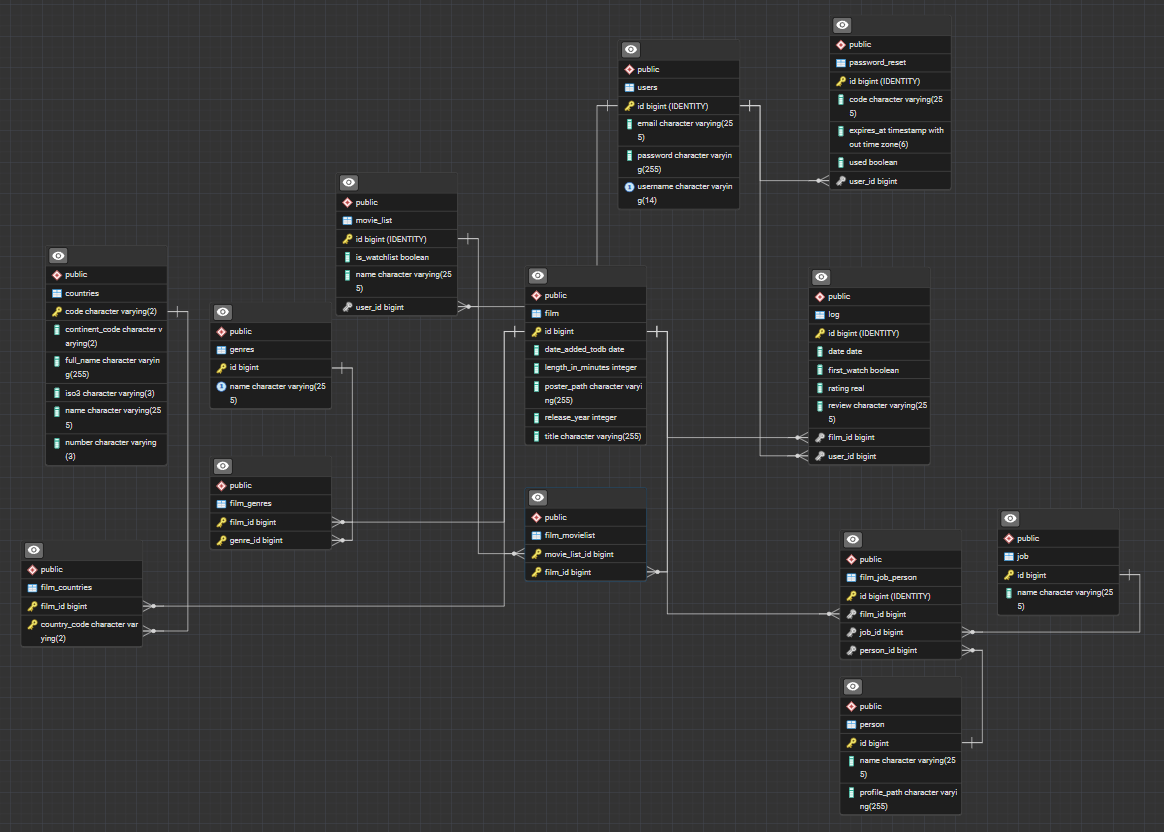 public
password_reset
id bigint (IDENTITY)
code character varying(25
5)
expires_at timestamp with
out time zone(6)
used boolean
user_id bigint
public
users
id bigint (IDENTITY)
email character varying(25
5)
password character varyin
g(255)
username character varyin
g(14)
public
movie_list
id bigint (IDENTITY)
is_watchlist boolean
name character varying(25
5)
user_id bigint
public
countries
code character varying(2)
continent_code character v
arying(2)
full_name character varyin
g(255)
iso3 character varying(3)
name character varying(25
5)
number character varying
(3)
public
genres
id bigint
name character varying(25
5)
public
film
id bigint
date_added_todb date
length_in_minutes integer
poster_path character varyi
ng(255)
release_year integer
title character varying(255)
public
log
id bigint (IDENTITY)
date date
first_watch boolean
rating real
review character varying(25
5)
film_id bigint
user_id bigint
public
film_genres
film_id bigint
genre_id bigint
public
film_movielist
movie_list_id bigint
film_id bigint
public
film_countries
film_id bigint
country_code character var
ying(2)
public
film_job_person
id bigint (IDENTITY)
film_id bigint
job_id bigint
person_id bigint
public
job
id bigint
name character varying(25
5)
public
person
id bigint
name character varying(25
5)
profile_path character varyi
ng(255)